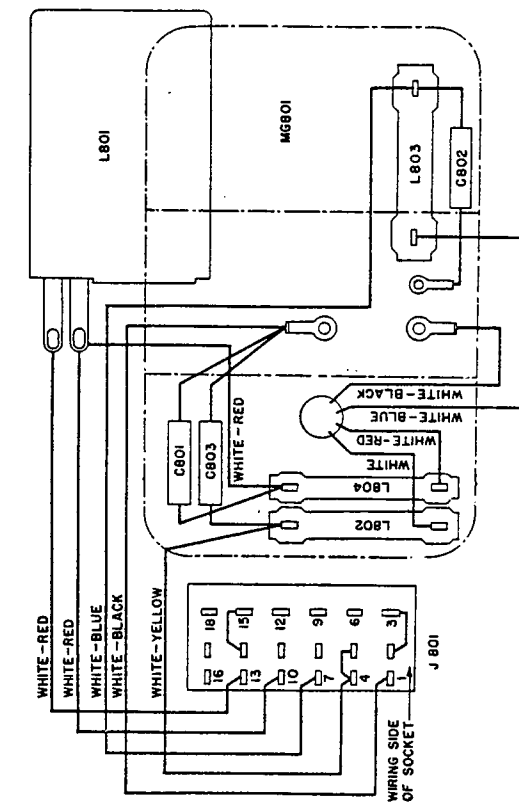 L801
MG801
L803
C802
C801
C803
WHITE-RED
WHITE-BLACK
WHITE-BLUE
WHITE-RED
WHITE
L804
L802
WHITE-RED
WHITE-RED
WHITE-BLUE
WHITE-BLACK
WHITE-YELLOW
18
15
12
9
6
3
16
13
10
7
4
1
J 801
WIRING SIDE
OF SOCKET